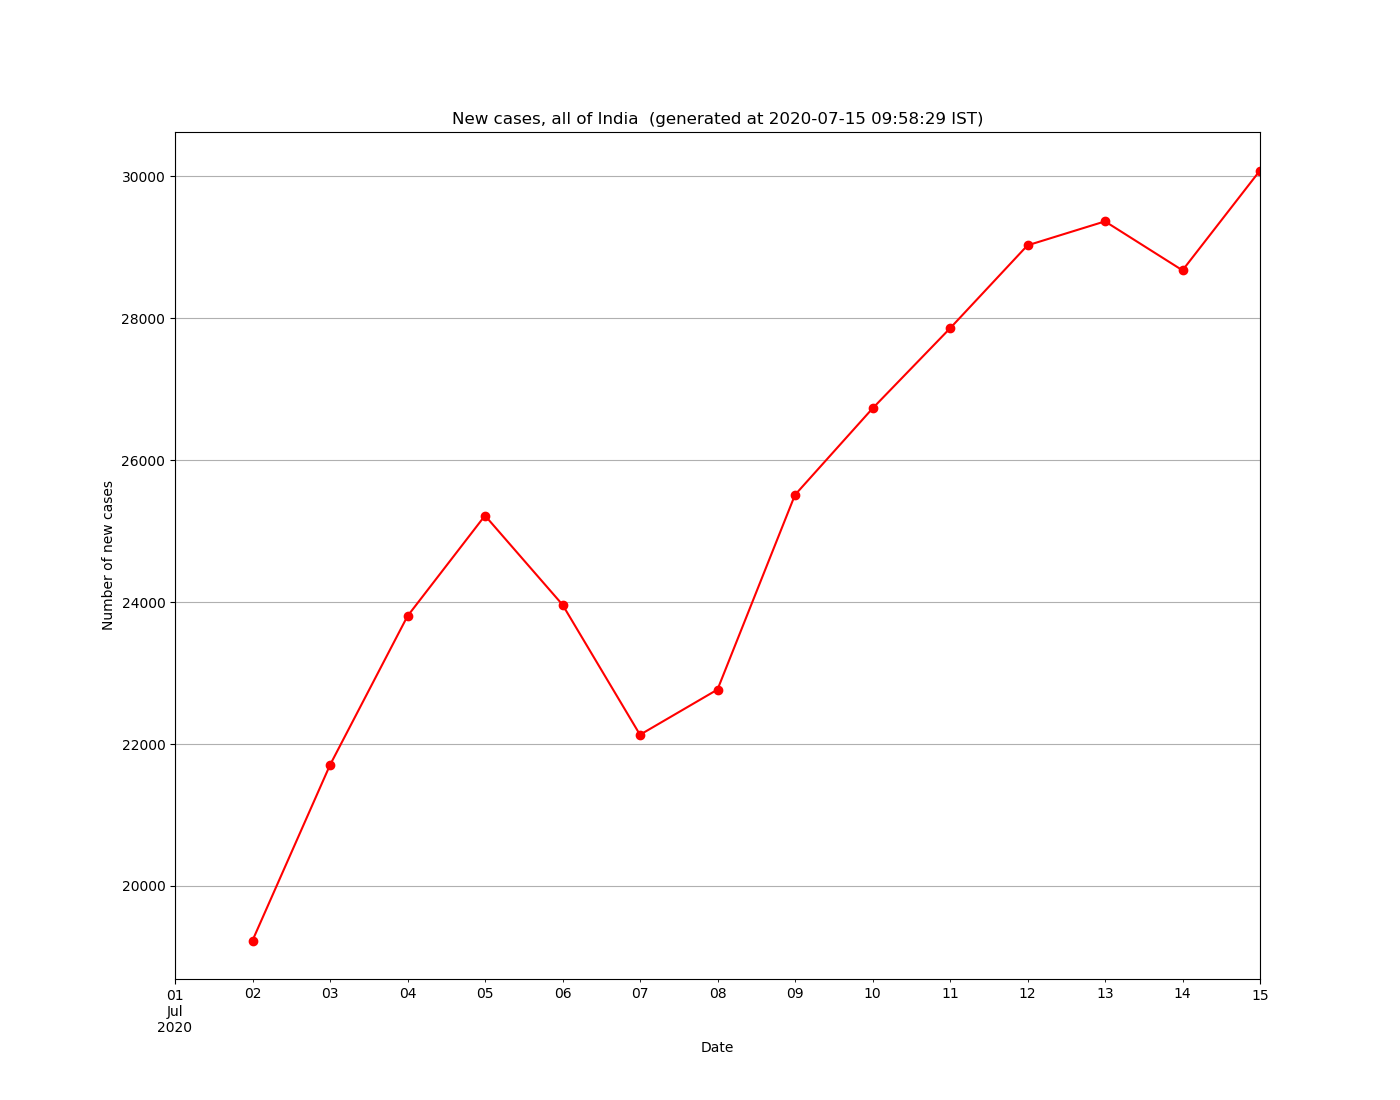 New cases, all of India  (generated at 2020-07-15 09:58:29 IST)
30000
28000
26000
24000
22000
20000
Number of new cases
01 02 03 04 05 06 07 08 09 10 11 12 13 14 15
Jul
2020
Date